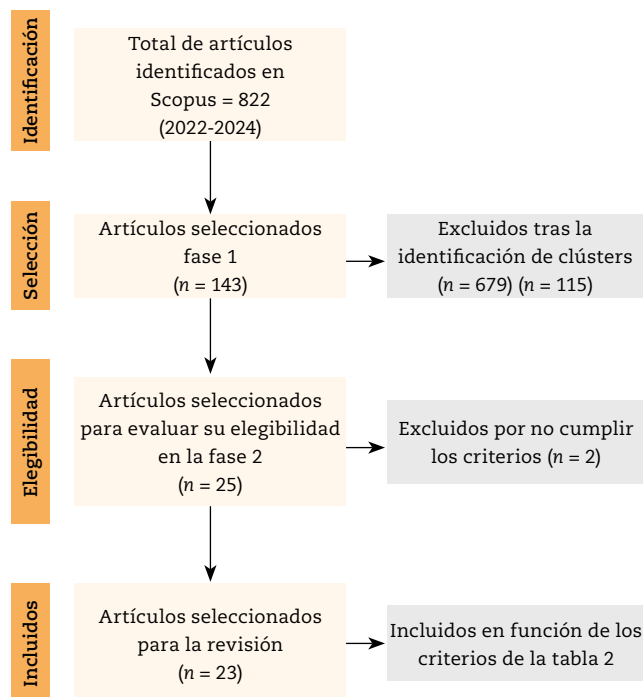 Identificación
Total de artículos
identificados en
Scopus = 822
(2022-2024)
Selección
Artículos seleccionados
fase 1
(n = 143)
Excluidos tras la
identificación de clústers
(n = 679) (n = 115)
Elegibilidad
Artículos seleccionados
para evaluar su elegibilidad
en la fase 2
(n = 25)
Excluidos por no cumplir
los criterios (n = 2)
Incluidos
Artículos seleccionados
para la revisión
(n = 23)
Incluidos en función de los
criterios de la tabla 2